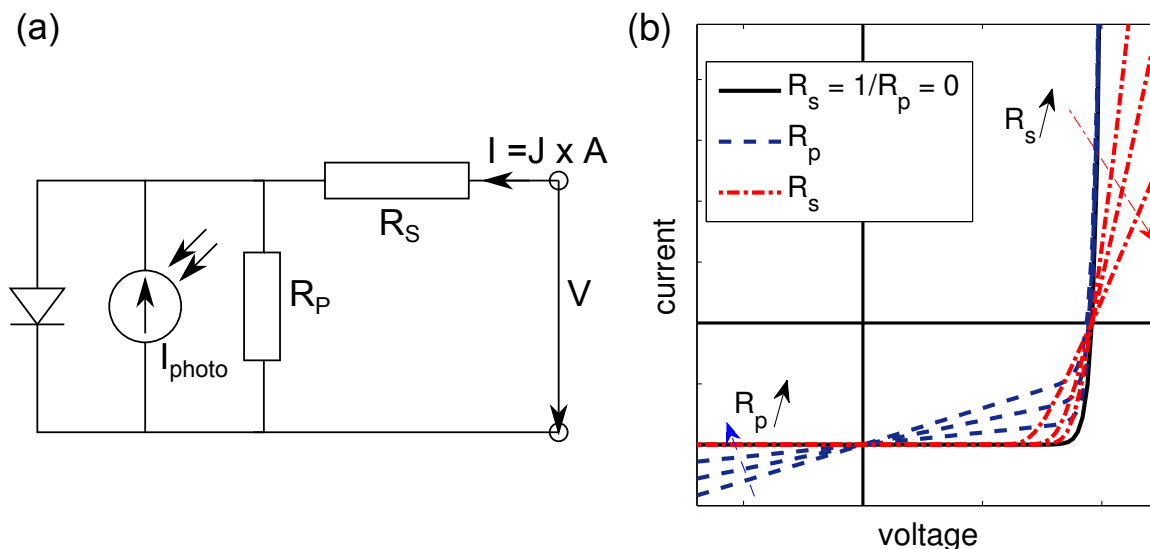 (a)
I =J x A
R_S
R_P
V
I_photo
(b)
R_s = 1/R_p = 0
R_p
R_s
R_s
R_p
current
voltage